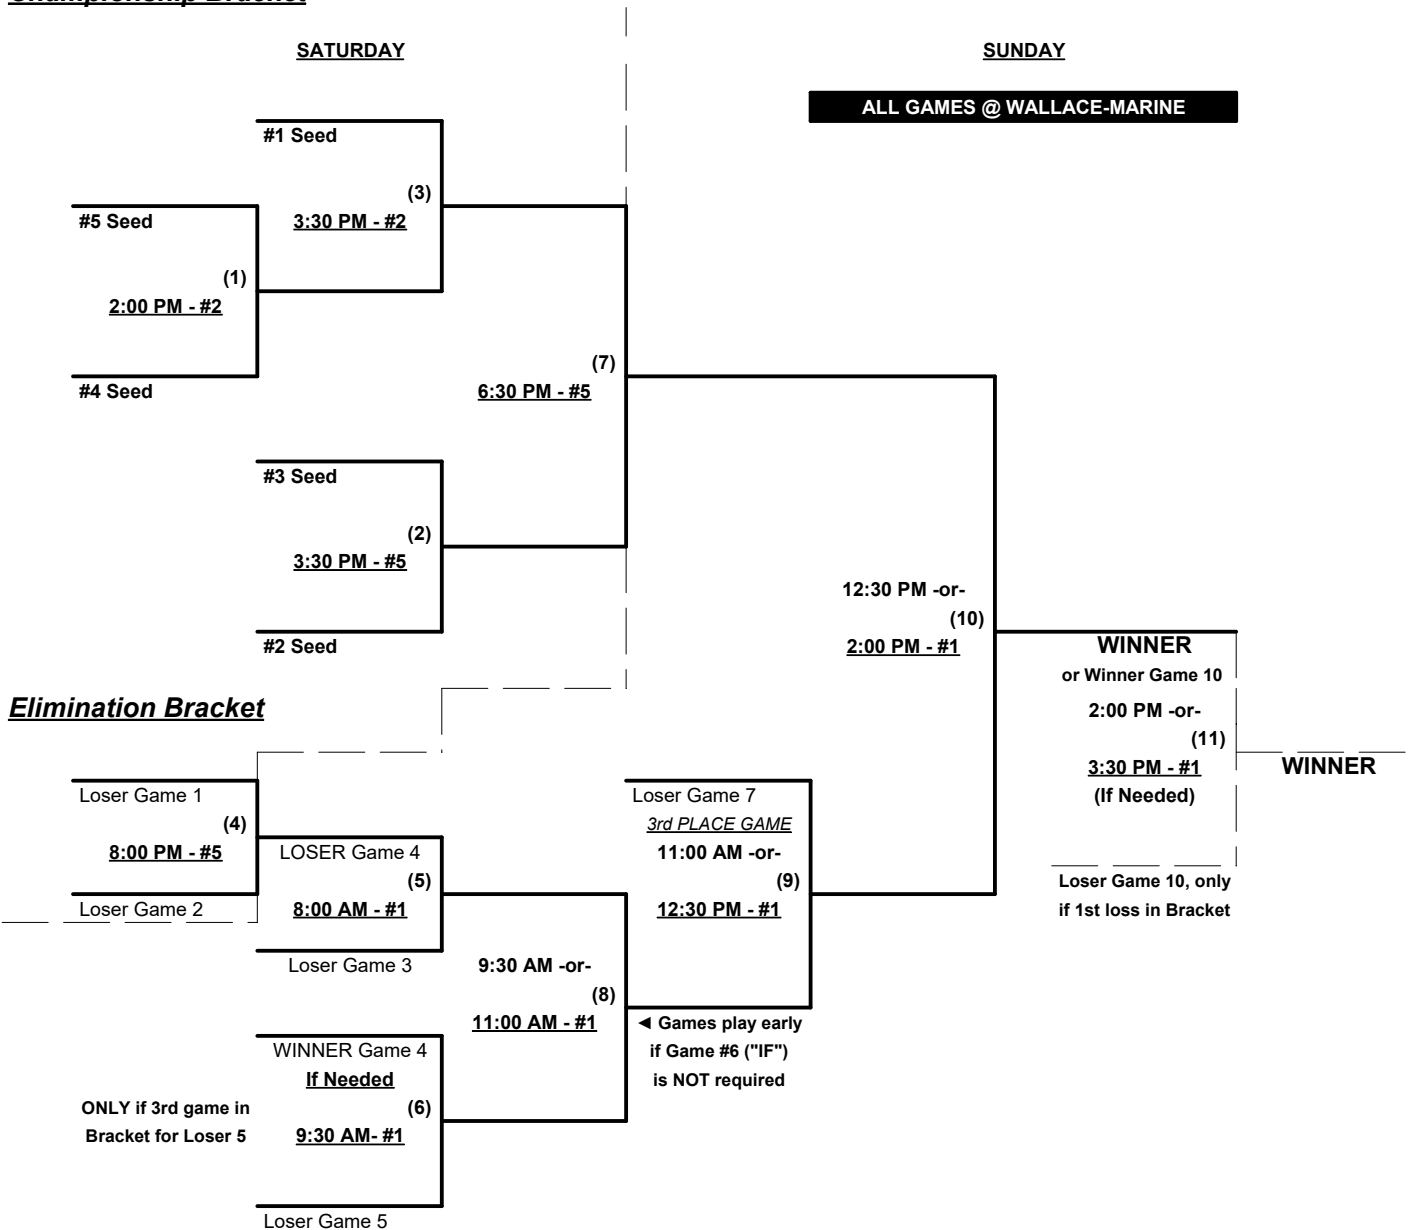 Championship Bracket
SATURDAY
SUNDAY
ALL GAMES @ WALLACE-MARINE
#1 Seed
(3)
3:30 PM - #2
#5 Seed
(1)
2:00 PM - #2
#4 Seed
(7)
6:30 PM - #5
#3 Seed
(2)
3:30 PM - #5
#2 Seed
12:30 PM -or-
(10)
2:00 PM - #1
WINNER
or Winner Game 10
2:00 PM -or-
(11)
3:30 PM - #1
(If Needed)
WINNER
Loser Game 10, only
if 1st loss in Bracket
Elimination Bracket
Loser Game 1
(4)
8:00 PM - #5
Loser Game 2
LOSER Game 4
(5)
8:00 AM - #1
Loser Game 3
9:30 AM -or-
(8)
11:00 AM - #1
Loser Game 7
3rd PLACE GAME
11:00 AM -or-
(9)
12:30 PM - #1
◄ Games play early
if Game #6 ("IF")
is NOT required
WINNER Game 4
If Needed
(6)
9:30 AM- #1
ONLY if 3rd game in
Bracket for Loser 5
Loser Game 5